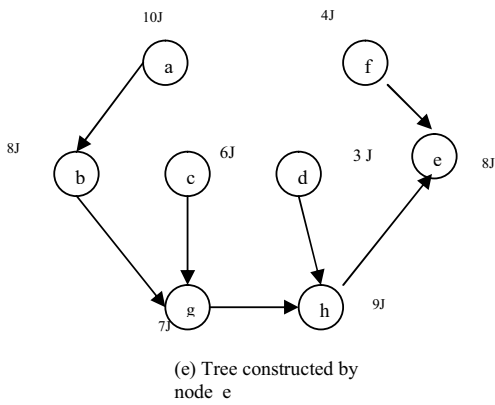 10J
4J
a
f
8J
6J
3 J
e
8J
b
c
d
g
h
9J
7J
(e) Tree constructed by
node e